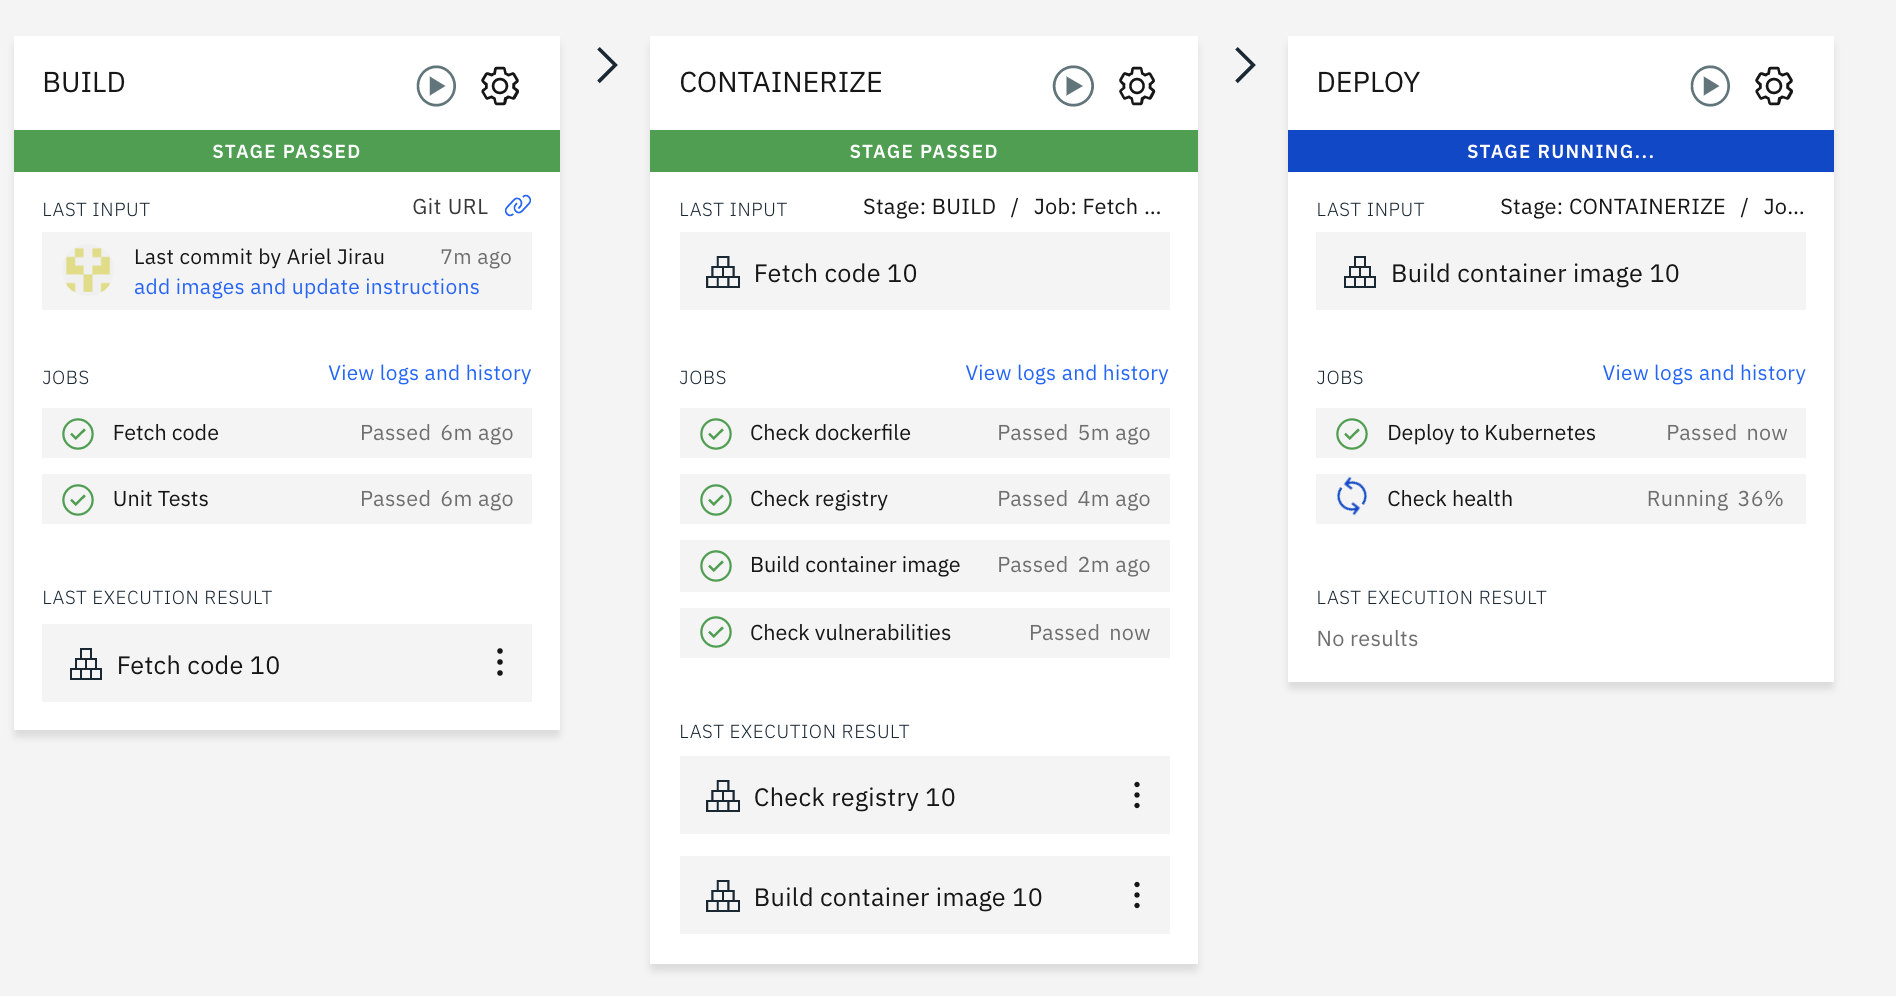 BUILD
STAGE PASSED
LAST INPUT Git URL
Last commit by Ariel Jirau 7m ago
add images and update instructions
JOBS View logs and history
Fetch code Passed 6m ago
Unit Tests Passed 6m ago
LAST EXECUTION RESULT
Fetch code 10
CONTAINERIZE
STAGE PASSED
LAST INPUT Stage: BUILD / Job: Fetch ...
Fetch code 10
JOBS View logs and history
Check dockerfile Passed 5m ago
Check registry Passed 4m ago
Build container image Passed 2m ago
Check vulnerabilities Passed now
LAST EXECUTION RESULT
Check registry 10
Build container image 10
DEPLOY
STAGE RUNNING...
LAST INPUT Stage: CONTAINERIZE / Jo...
Build container image 10
JOBS View logs and history
Deploy to Kubernetes Passed now
Check health Running 36%
LAST EXECUTION RESULT
No results